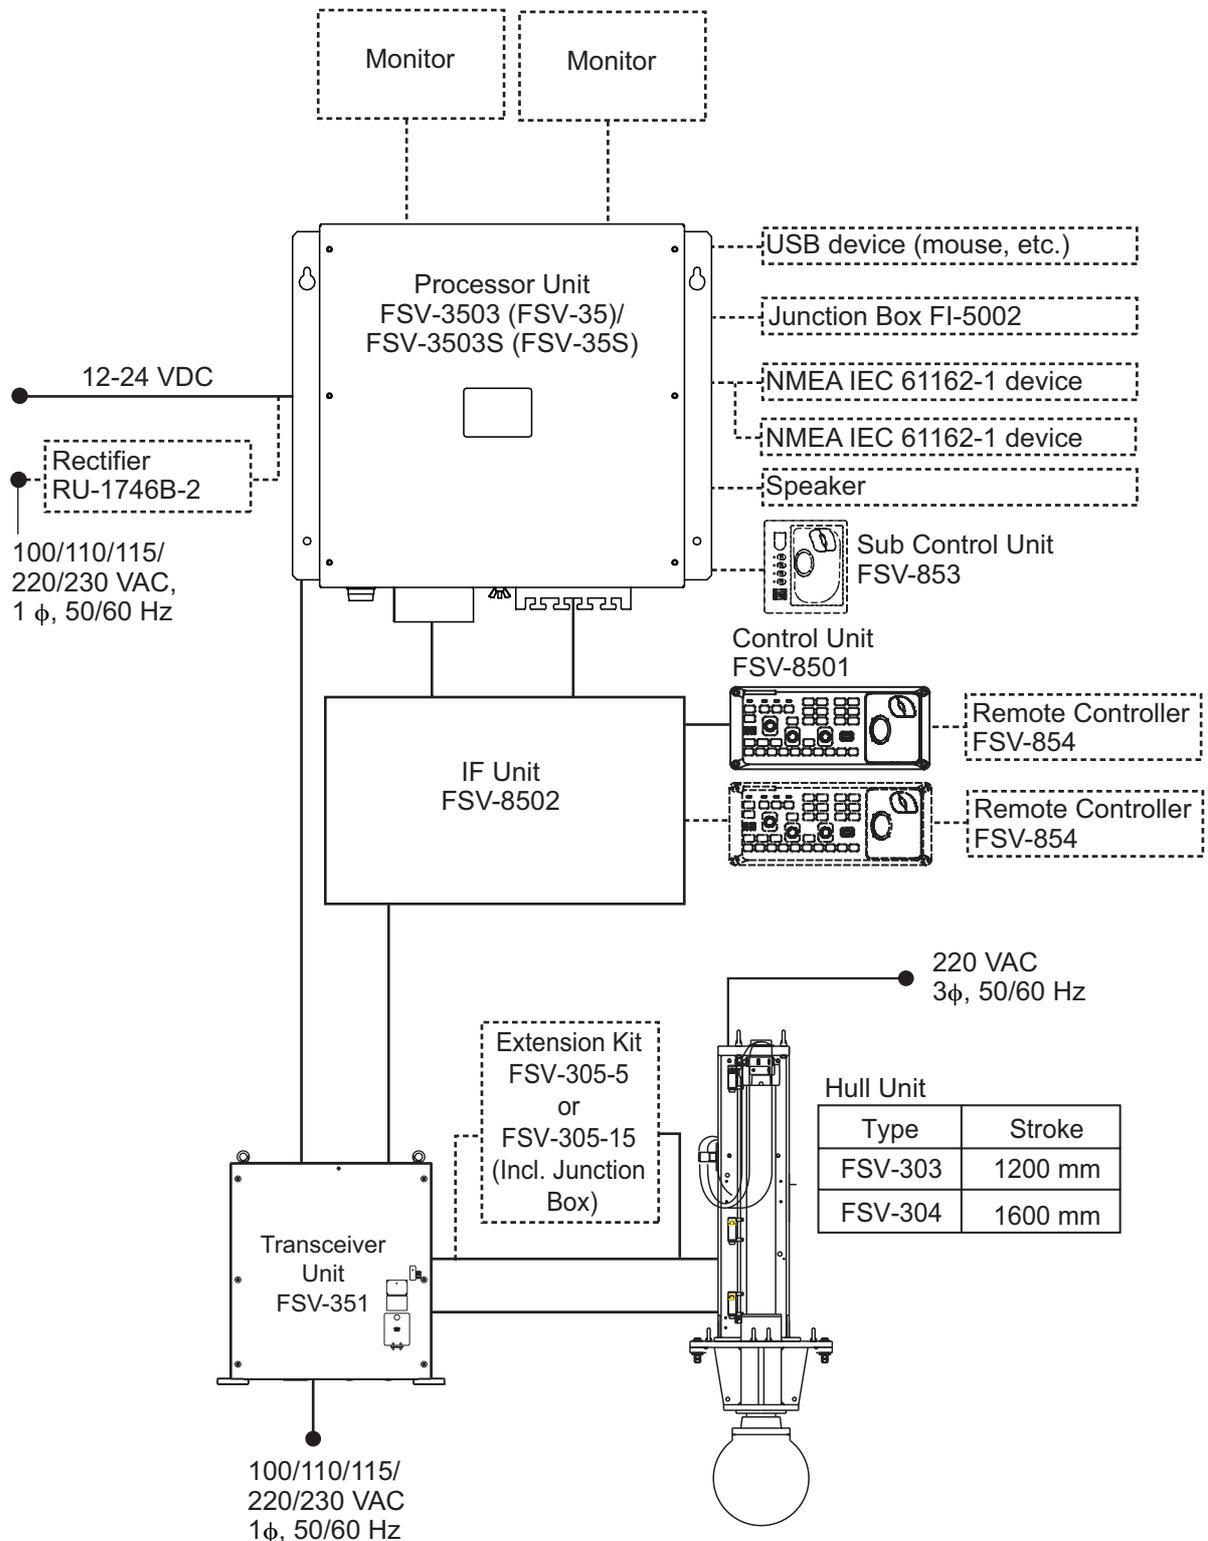 Monitor
Monitor
Processor Unit
FSV-3503 (FSV-35)/
FSV-3503S (FSV-35S)
USB device (mouse, etc.)
Junction Box FI-5002
NMEA IEC 61162-1 device
NMEA IEC 61162-1 device
Speaker
Sub Control Unit
FSV-853
12-24 VDC
Rectifier
RU-1746B-2
100/110/115/
220/230 VAC,
1 ϕ, 50/60 Hz
Control Unit
FSV-8501
Remote Controller
FSV-854
Remote Controller
FSV-854
IF Unit
FSV-8502
220 VAC
3ϕ, 50/60 Hz
Extension Kit
FSV-305-5
or
FSV-305-15
(Incl. Junction
Box)
Hull Unit
Type Stroke
FSV-303 1200 mm
FSV-304 1600 mm
Transceiver
Unit
FSV-351
100/110/115/
220/230 VAC
1ϕ, 50/60 Hz